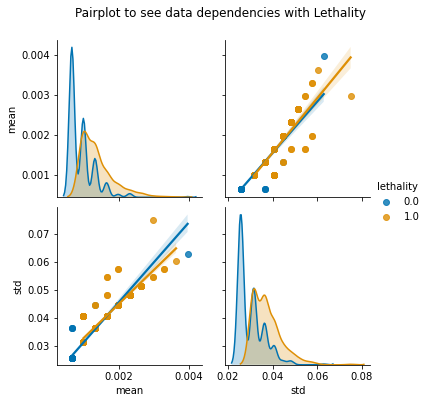 Pairplot to see data dependencies with Lethality
0.004
0.003
0.002
0.001
mean
lethality
0.0
1.0
0.07
0.06
0.05
0.04
0.03
std
0.002 0.004
mean
0.02 0.04 0.06 0.08
std